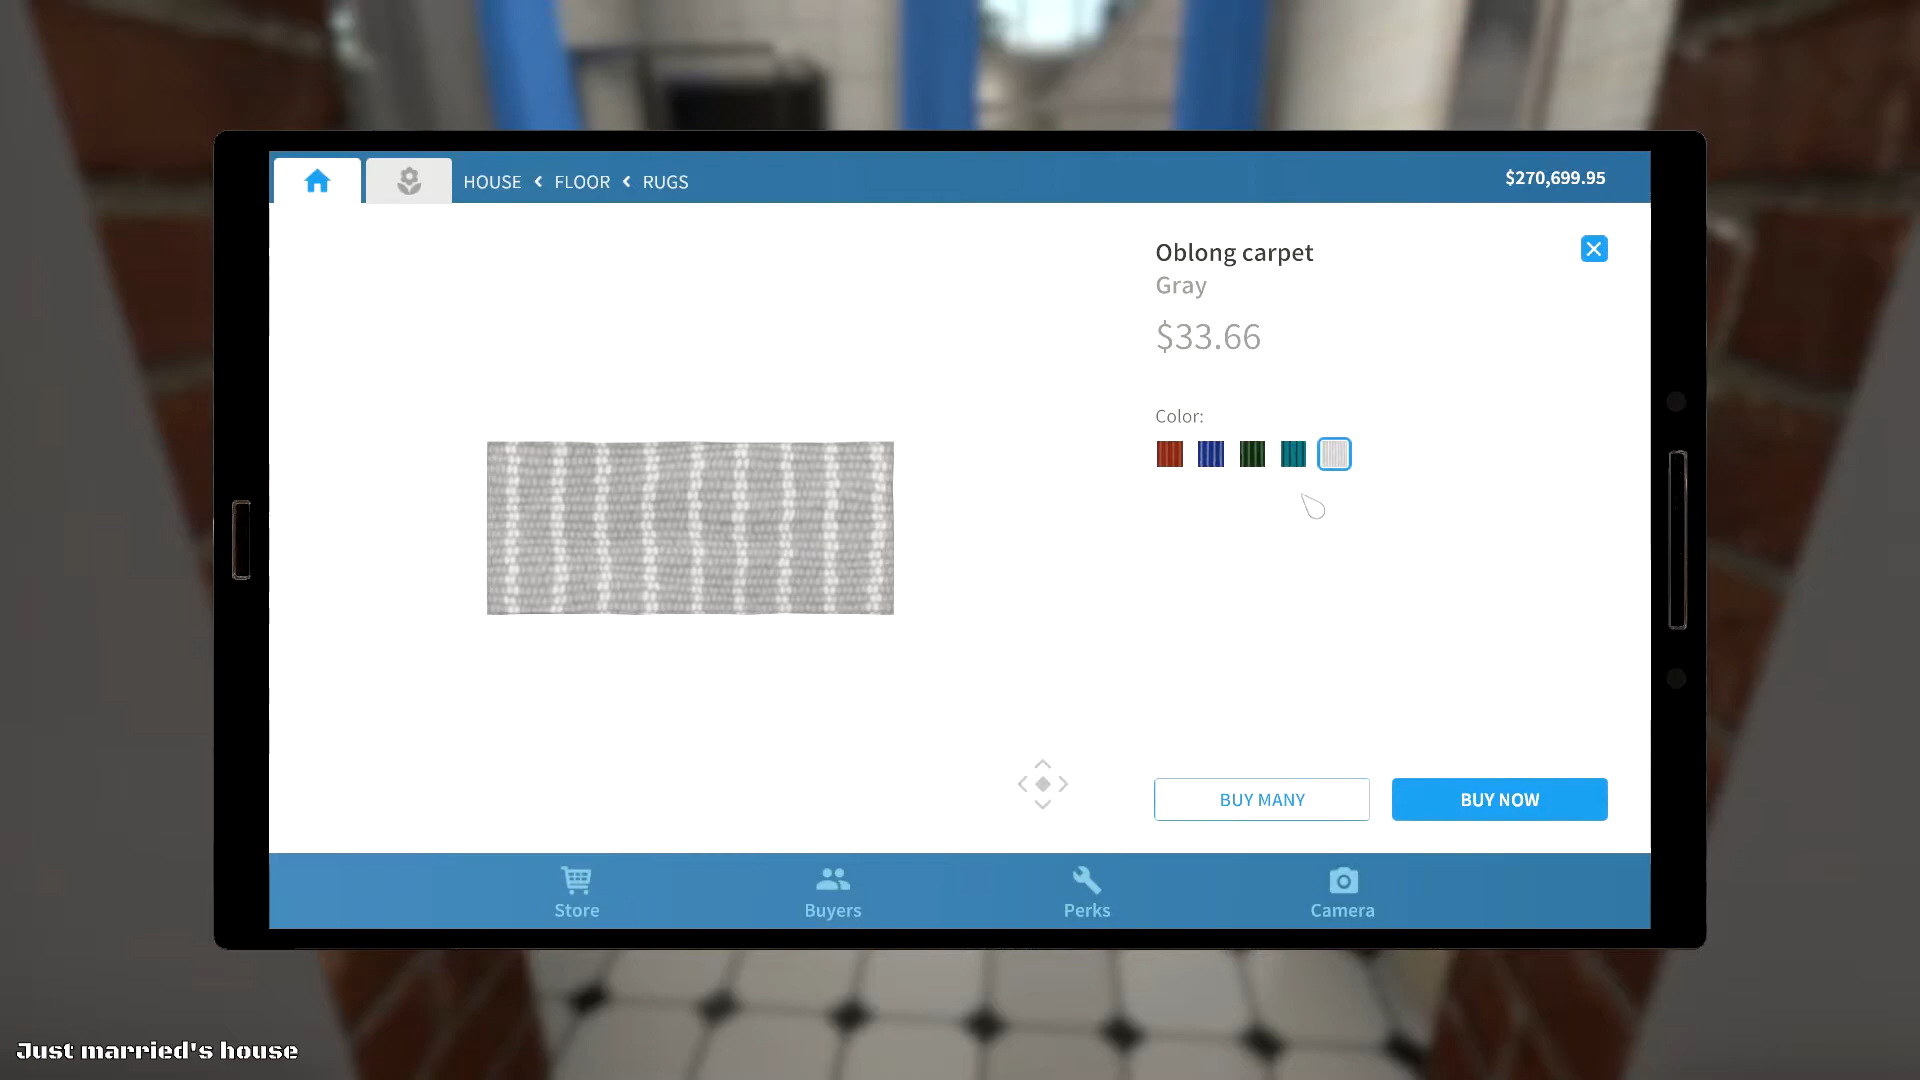 HOUSE < FLOOR < RUGS
$270,699.95
Oblong carpet
Gray
$33.66
Color:
BUY MANY
BUY NOW
Store
Buyers
Perks
Camera
Just married's house